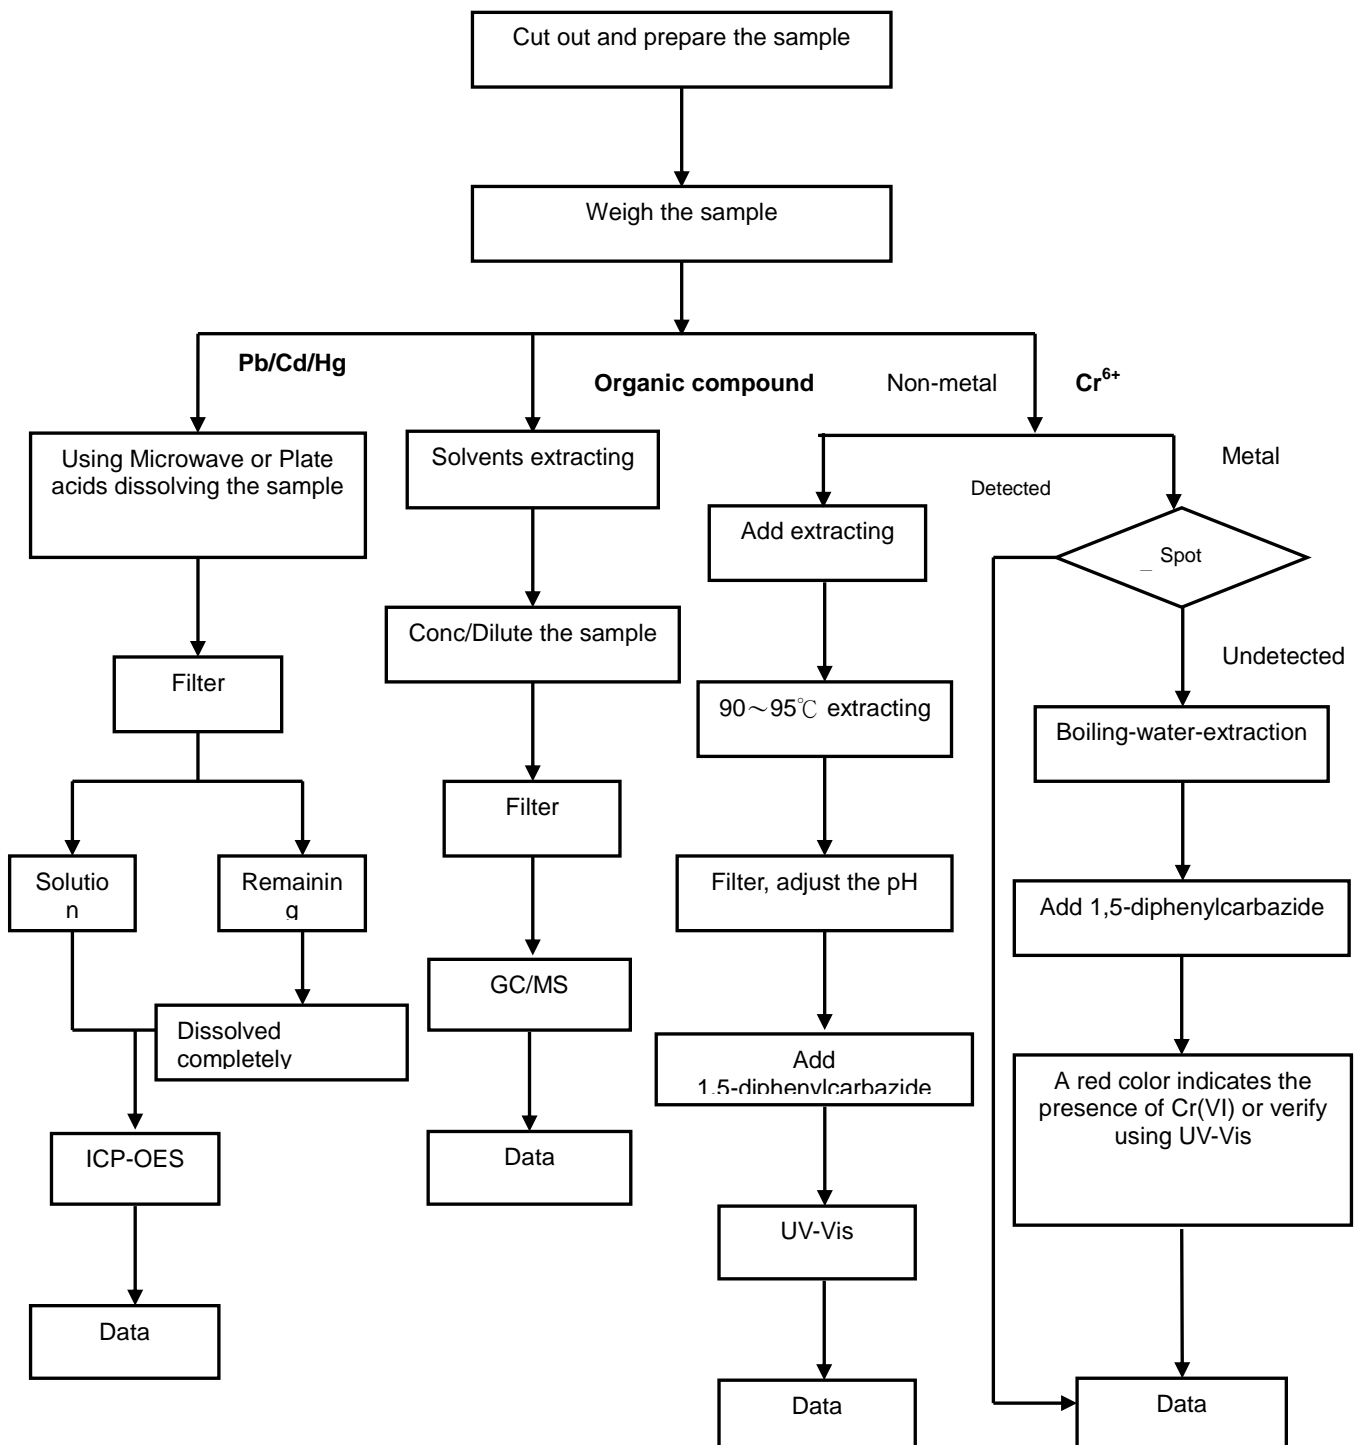 Cut out and prepare the sample
Weigh the sample
Pb/Cd/Hg
Organic compound
Non-metal
Cr6+
Using Microwave or Plate
acids dissolving the sample
Solvents extracting
Metal
Detected
Add extracting
_ Spot
Conc/Dilute the sample
Filter
Undetected
90～95℃ extracting
Boiling-water-extraction
Filter
Solutio
n
Remainin
g
Filter, adjust the pH
Add 1,5-diphenylcarbazide
GC/MS
Dissolved
completely
Add
1,5-diphenylcarbazide
A red color indicates the
presence of Cr(VI) or verify
using UV-Vis
ICP-OES
Data
UV-Vis
Data
Data
Data